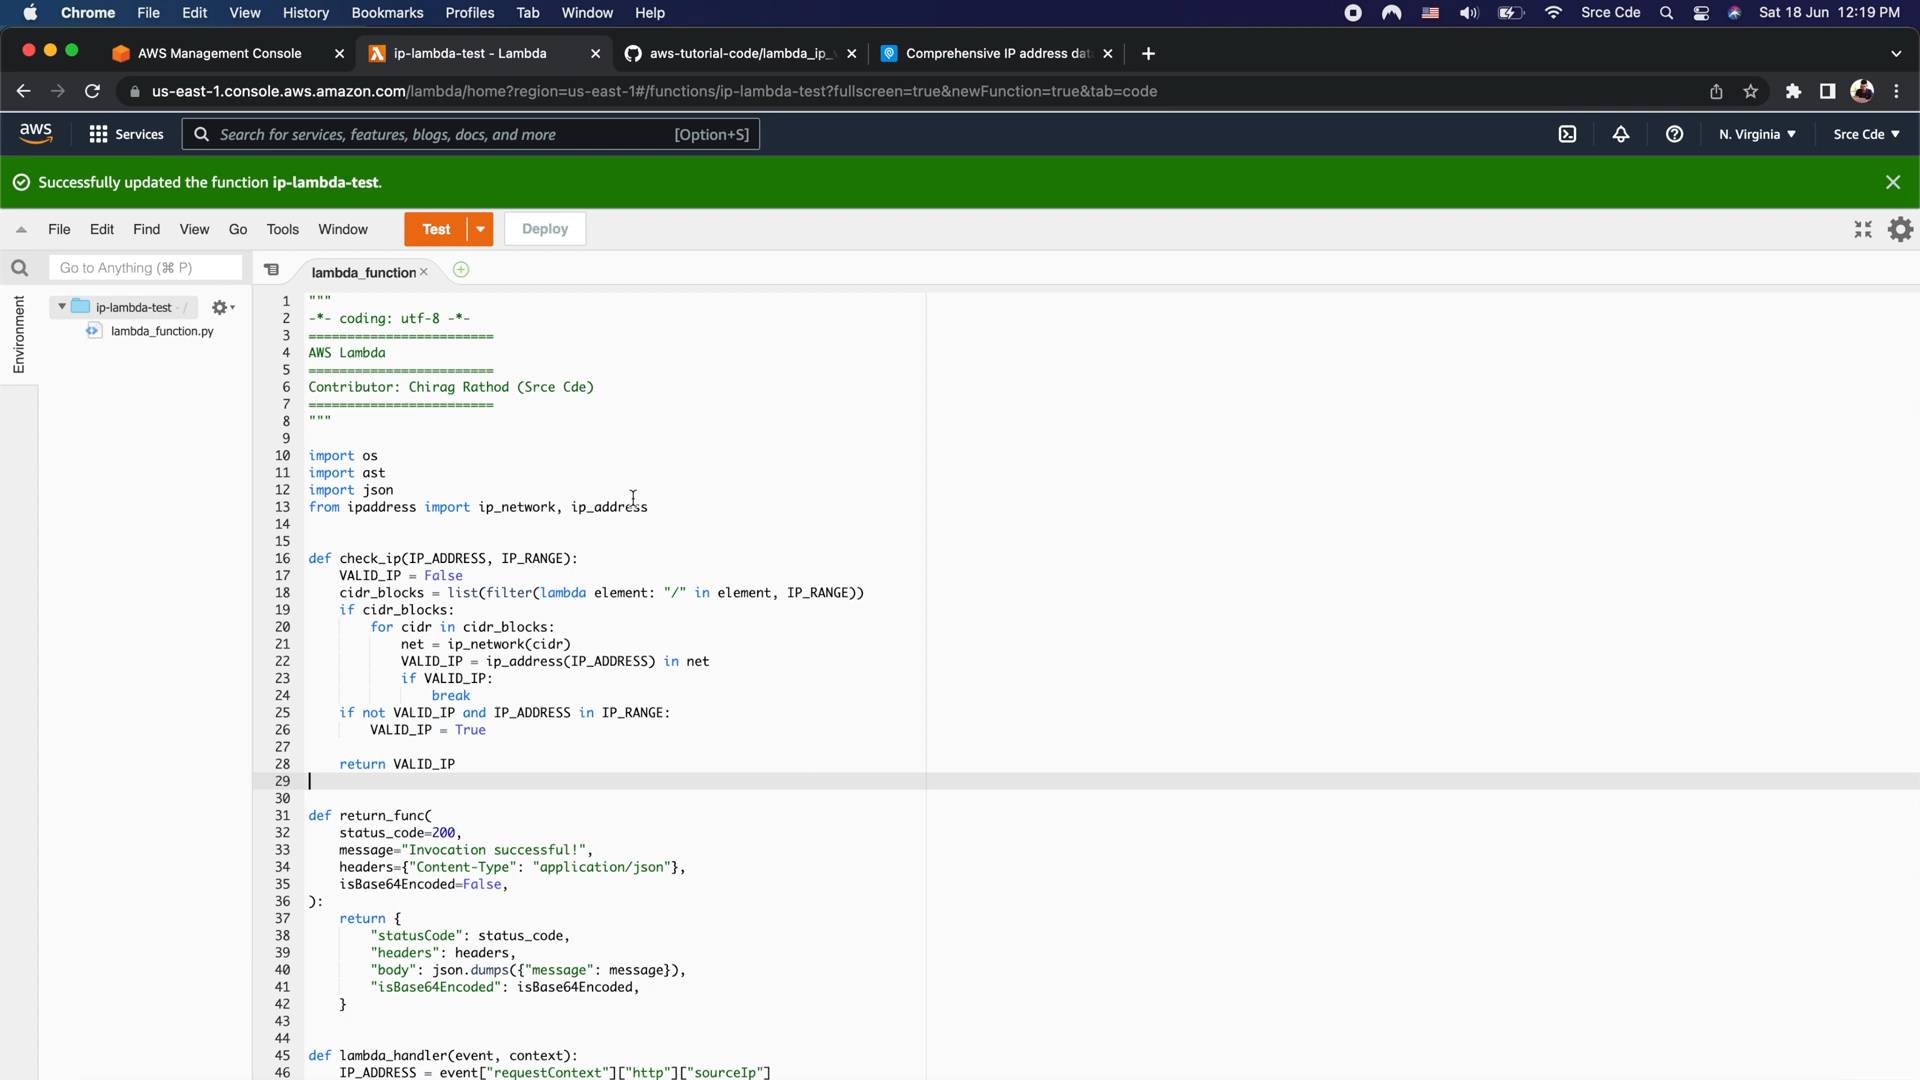 Chrome File Edit View History Bookmarks Profiles Tab Window Help Srce Cde Sat 18 Jun 12:19 PM
AWS Management Console ip-lambda-test - Lambda aws-tutorial-code/lambda_ip_ Comprehensive IP address dat
us-east-1.console.aws.amazon.com/lambda/home?region=us-east-1#/functions/ip-lambda-test?fullscreen=true&newFunction=true&tab=code
aws Services Search for services, features, blogs, docs, and more [Option+S] N. Virginia Srce Cde
Successfully updated the function ip-lambda-test.
File Edit Find View Go Tools Window Test Deploy
Go to Anything (⌘ P) lambda_function
Environment
ip-lambda-test - /
lambda_function.py
1 """
2 -*- coding: utf-8 -*-
3 ========================
4 AWS Lambda
5 ========================
6 Contributor: Chirag Rathod (Srce Cde)
7 ========================
8 """
9
10 import os
11 import ast
12 import json
13 from ipaddress import ip_network, ip_address
14
15
16 def check_ip(IP_ADDRESS, IP_RANGE):
17 VALID_IP = False
18 cidr_blocks = list(filter(lambda element: "/" in element, IP_RANGE))
19 if cidr_blocks:
20 for cidr in cidr_blocks:
21 net = ip_network(cidr)
22 VALID_IP = ip_address(IP_ADDRESS) in net
23 if VALID_IP:
24 break
25 if not VALID_IP and IP_ADDRESS in IP_RANGE:
26 VALID_IP = True
27
28 return VALID_IP
29
30
31 def return_func(
32 status_code=200,
33 message="Invocation successful!",
34 headers={"Content-Type": "application/json"},
35 isBase64Encoded=False,
36 ):
37 return {
38 "statusCode": status_code,
39 "headers": headers,
40 "body": json.dumps({"message": message}),
41 "isBase64Encoded": isBase64Encoded,
42 }
43
44
45 def lambda_handler(event, context):
46 IP_ADDRESS = event["requestContext"]["http"]["sourceIp"]